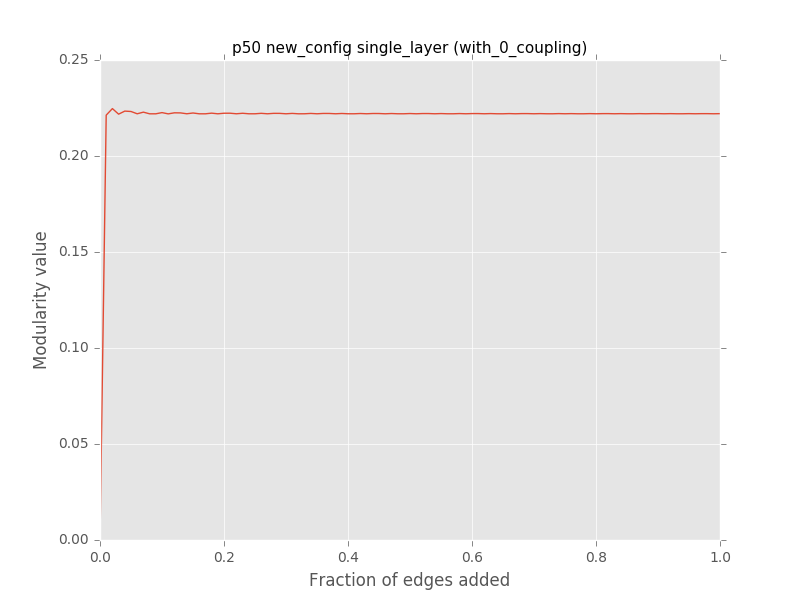 p50 new_config single_layer (with_0_coupling)
0.25
0.20
0.15
0.10
0.05
0.00
Modularity value
0.0 0.2 0.4 0.6 0.8 1.0
Fraction of edges added